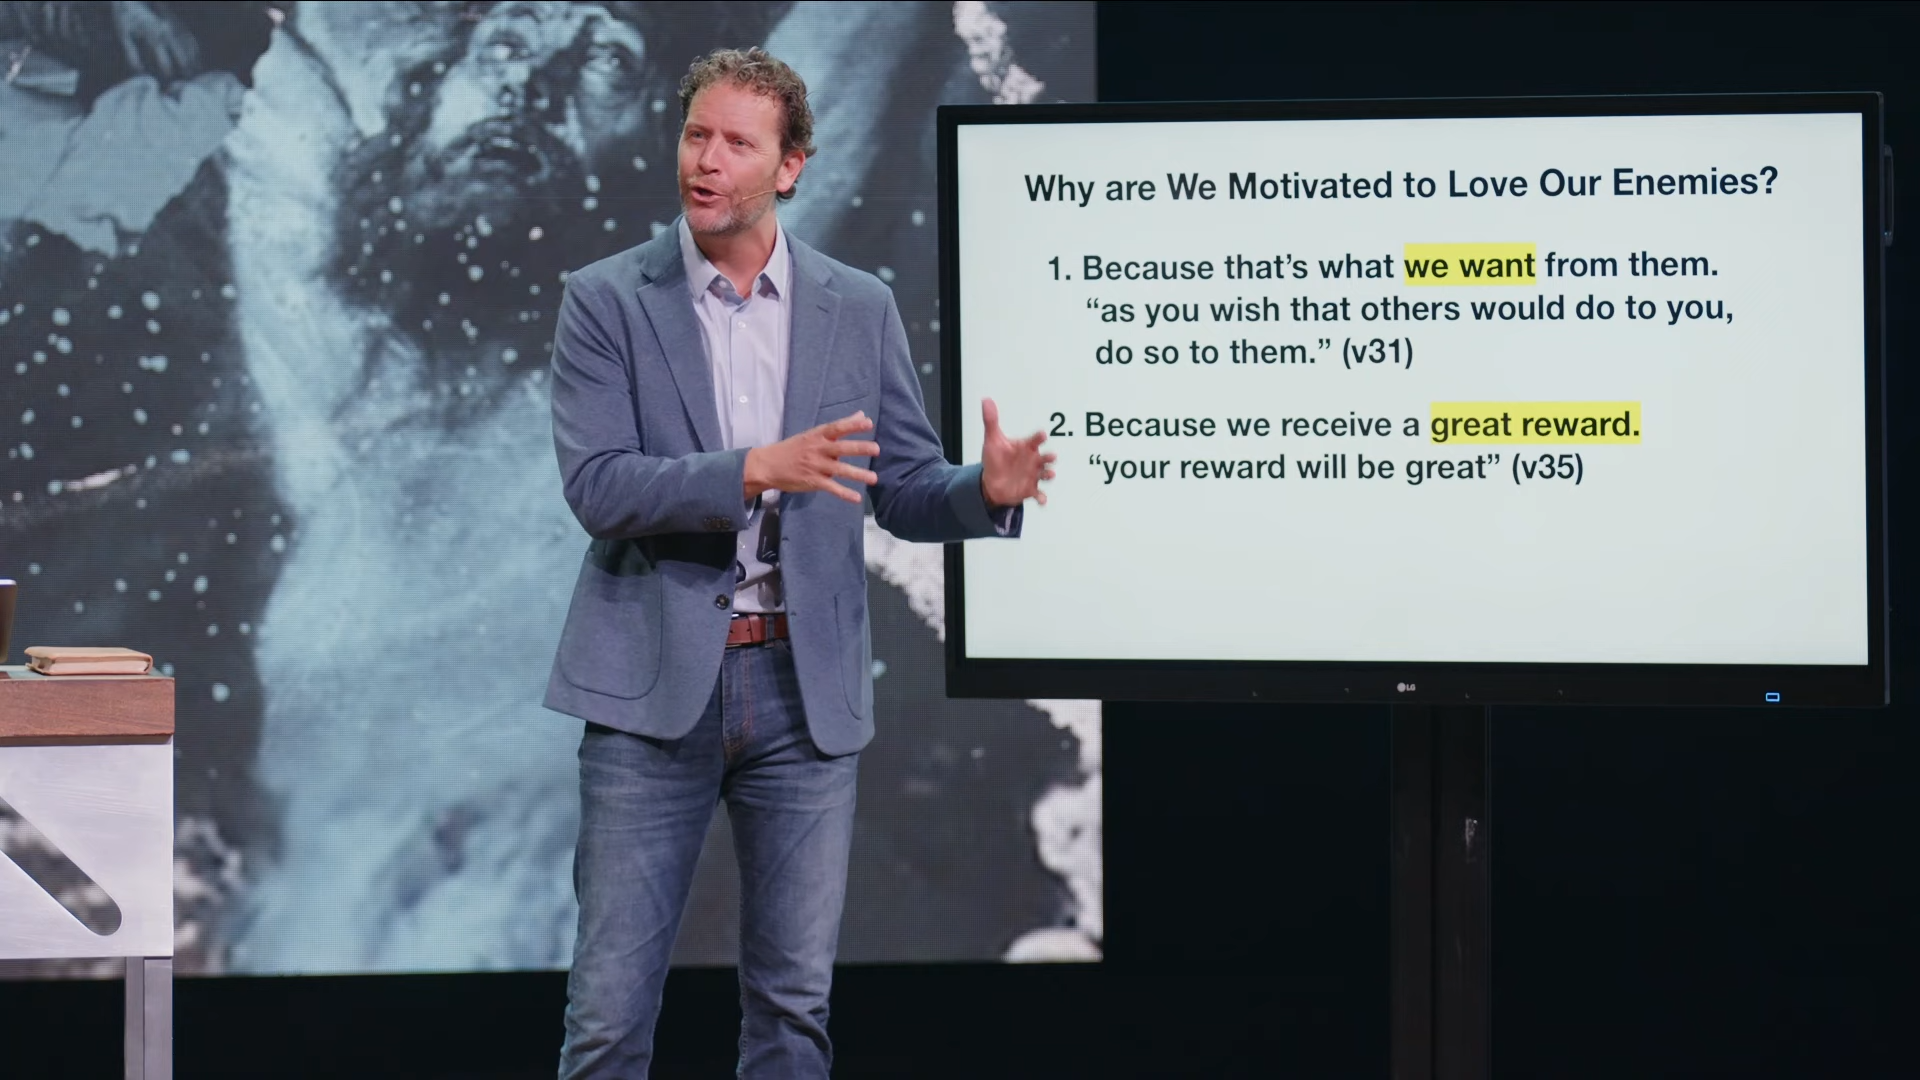 Why are We Motivated to Love Our Enemies?
1. Because that's what we want from them.
“as you wish that others would do to you,
do so to them.” (v31)
2. Because we receive a great reward.
“your reward will be great” (v35)
LG